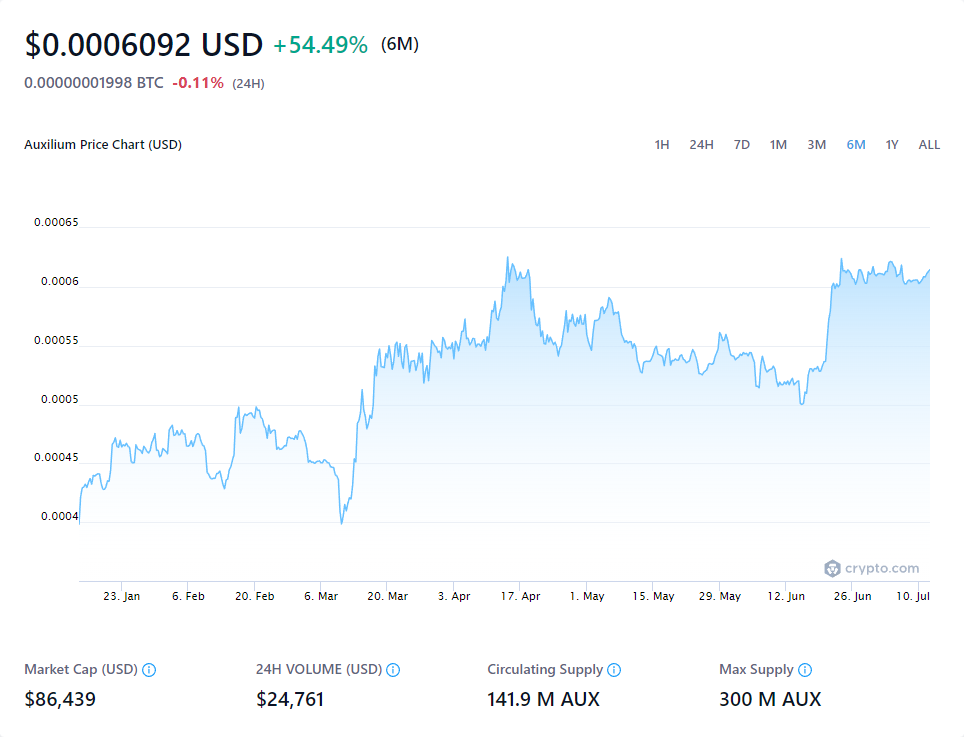 $0.0006092 USD +54.49% (6M)
0.00000001998 BTC -0.11% (24H)
Auxilium Price Chart (USD) 1H 24H 7D 1M 3M 6M 1Y ALL
0.00065
0.0006
0.00055
0.0005
0.00045
0.0004
crypto.com
23. Jan 6. Feb 20. Feb 6. Mar 20. Mar 3. Apr 17. Apr 1. May 15. May 29. May 12. Jun 26. Jun 10. Jul
Market Cap (USD) 24H VOLUME (USD) Circulating Supply Max Supply
$86,439 $24,761 141.9 M AUX 300 M AUX